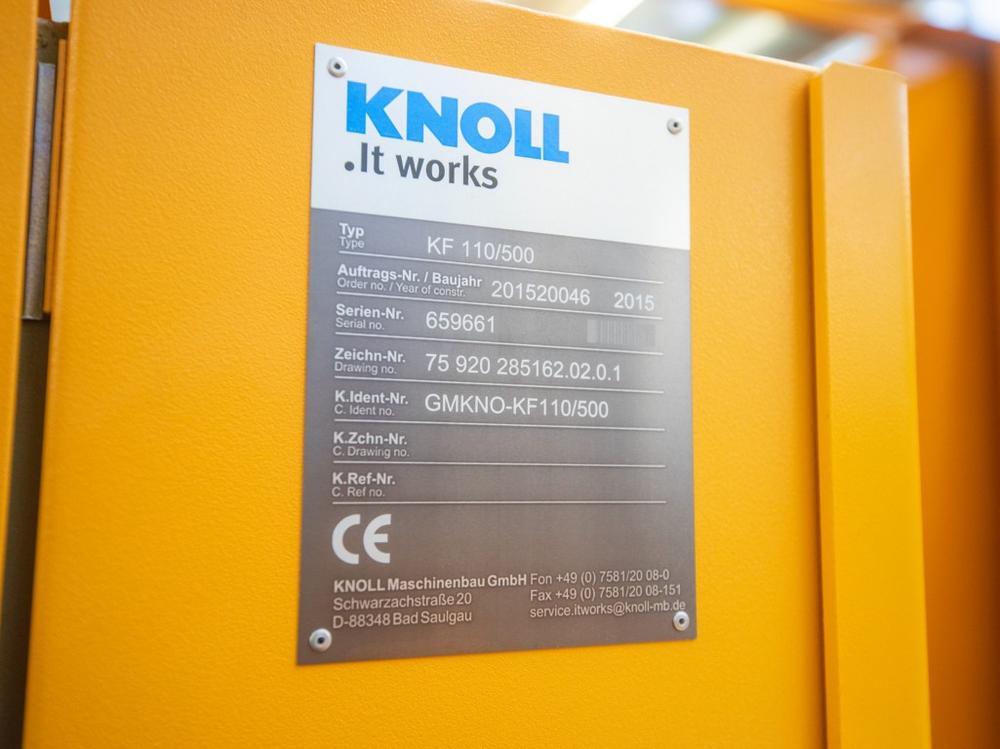 KNOLL
.It works
Typ
Type
KF 110/500
Auftrags-Nr. / Baujahr
Order no. / Year of constr.
201520046 2015
Serien-Nr.
Serial no.
659661
Zeichn-Nr.
Drawing no.
75 920 285162.02.0.1
K.Ident-Nr.
C. Ident no.
GMKNO-KF110/500
K.Zchn-Nr.
C. Drawing no.
K.Ref-Nr.
C. Ref no.
CE
KNOLL Maschinenbau GmbH Fon +49 (0) 7581/20 08-0
Schwarzachstraße 20 Fax +49 (0) 7581/20 08-151
D-88348 Bad Saulgau service.itworks@knoll-mb.de